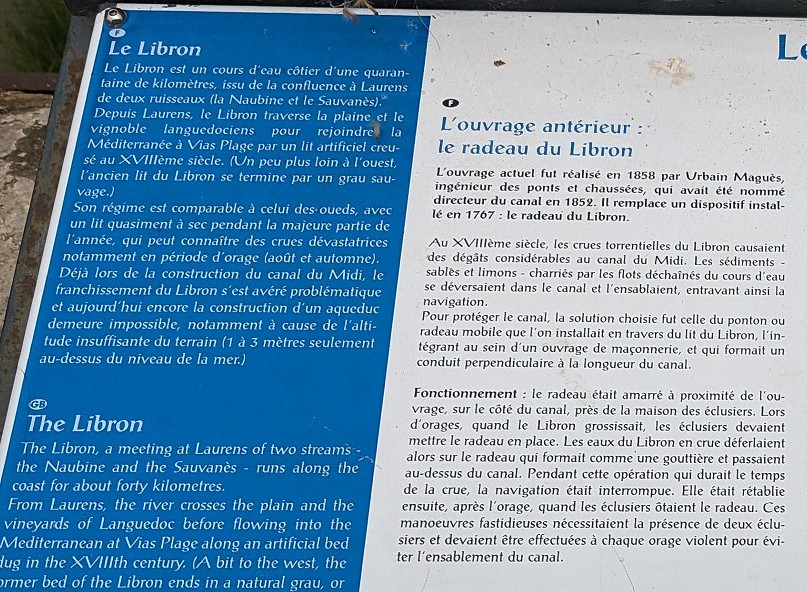 F
Le Libron
Le Libron est un cours d'eau côtier d'une quaran-
taine de kilomètres, issu de la confluence à Laurens
de deux ruisseaux (la Naubine et le Sauvanès).
Depuis Laurens, le Libron traverse la plaine et le
vignoble languedociens pour rejoindre la
Méditerranée à Vias Plage par un lit artificiel creu-
sé au XVIIIème siècle. (Un peu plus loin à l'ouest,
l'ancien lit du Libron se termine par un grau sau-
vage.)
Son régime est comparable à celui des oueds, avec
un lit quasiment à sec pendant la majeure partie de
l'année, qui peut connaître des crues dévastatrices
notamment en période d'orage (août et automne).
Déjà lors de la construction du canal du Midi, le
franchissement du Libron s'est avéré problématique
et aujourd'hui encore la construction d'un aqueduc
demeure impossible, notamment à cause de l'alti-
tude insuffisante du terrain (1 à 3 mètres seulement
au-dessus du niveau de la mer.)
GB
The Libron
The Libron, a meeting at Laurens of two streams -
the Naubine and the Sauvanès - runs along the
coast for about forty kilometres.
From Laurens, the river crosses the plain and the
vineyards of Languedoc before flowing into the
Mediterranean at Vias Plage along an artificial bed
dug in the XVIIIth century. (A bit to the west, the
ormer bed of the Libron ends in a natural grau, or
Le
F
L'ouvrage antérieur :
le radeau du Libron
L'ouvrage actuel fut réalisé en 1858 par Urbain Maguès,
ingénieur des ponts et chaussées, qui avait été nommé
directeur du canal en 1852. Il remplace un dispositif instal-
lé en 1767 : le radeau du Libron.
Au XVIIIème siècle, les crues torrentielles du Libron causaient
des dégâts considérables au canal du Midi. Les sédiments -
sables et limons - charriés par les flots déchaînés du cours d'eau
se déversaient dans le canal et l'ensablaient, entravant ainsi la
navigation.
Pour protéger le canal, la solution choisie fut celle du ponton ou
radeau mobile que l'on installait en travers du lit du Libron, l'in-
tégrant au sein d'un ouvrage de maçonnerie, et qui formait un
conduit perpendiculaire à la longueur du canal.
Fonctionnement : le radeau était amarré à proximité de l'ou-
vrage, sur le côté du canal, près de la maison des éclusiers. Lors
d'orages, quand le Libron grossissait, les éclusiers devaient
mettre le radeau en place. Les eaux du Libron en crue déferlaient
alors sur le radeau qui formait comme une gouttière et passaient
au-dessus du canal. Pendant cette opération qui durait le temps
de la crue, la navigation était interrompue. Elle était rétablie
ensuite, après l'orage, quand les éclusiers ôtaient le radeau. Ces
manoeuvres fastidieuses nécessitaient la présence de deux éclu-
siers et devaient être effectuées à chaque orage violent pour évi-
ter l'ensablement du canal.